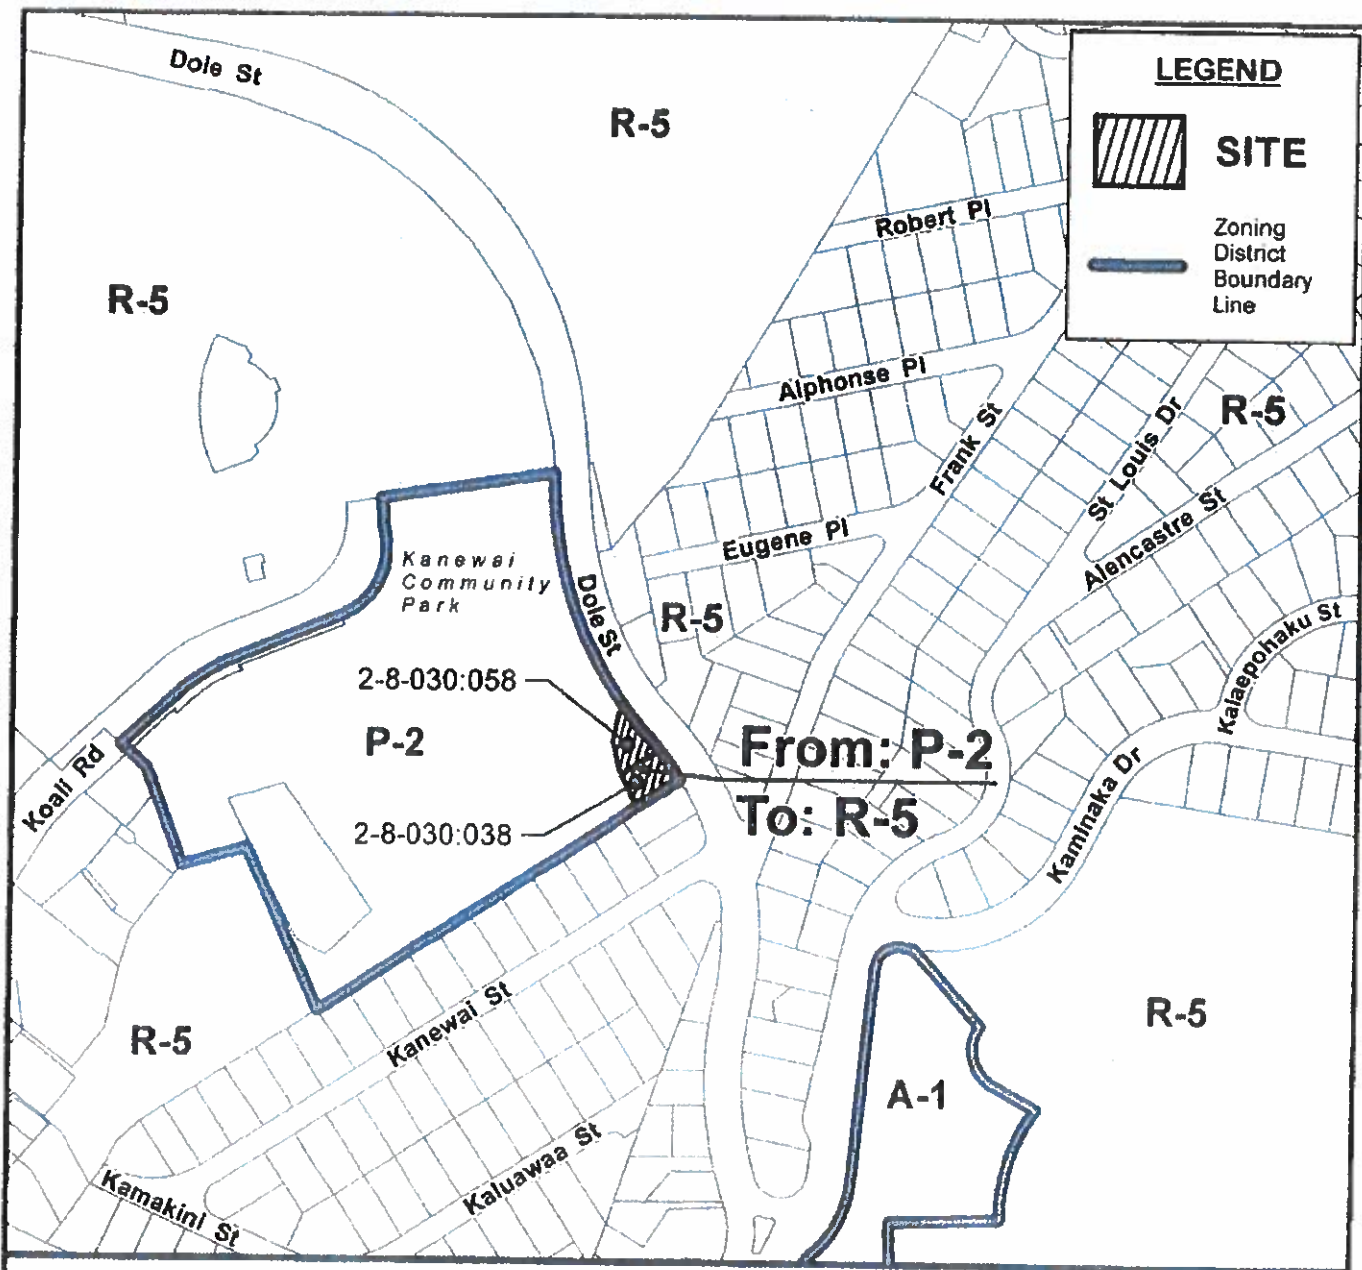 Dole St
R-5
LEGEND
SITE
Zoning
District
Boundary
Line
Robert Pl
R-5
Alphonse Pl
R-5
Frank St
St Louis Dr
Alencastre St
Eugene Pl
Kanewai
Community
Park
Dole St
R-5
Kalaepohaku St
2-8-030:058
P-2
From: P-2
To: R-5
Koali Rd
Kaminaka Dr
2-8-030:038
Kanewai St
R-5
R-5
A-1
Kaluawaa St
Kamakini St